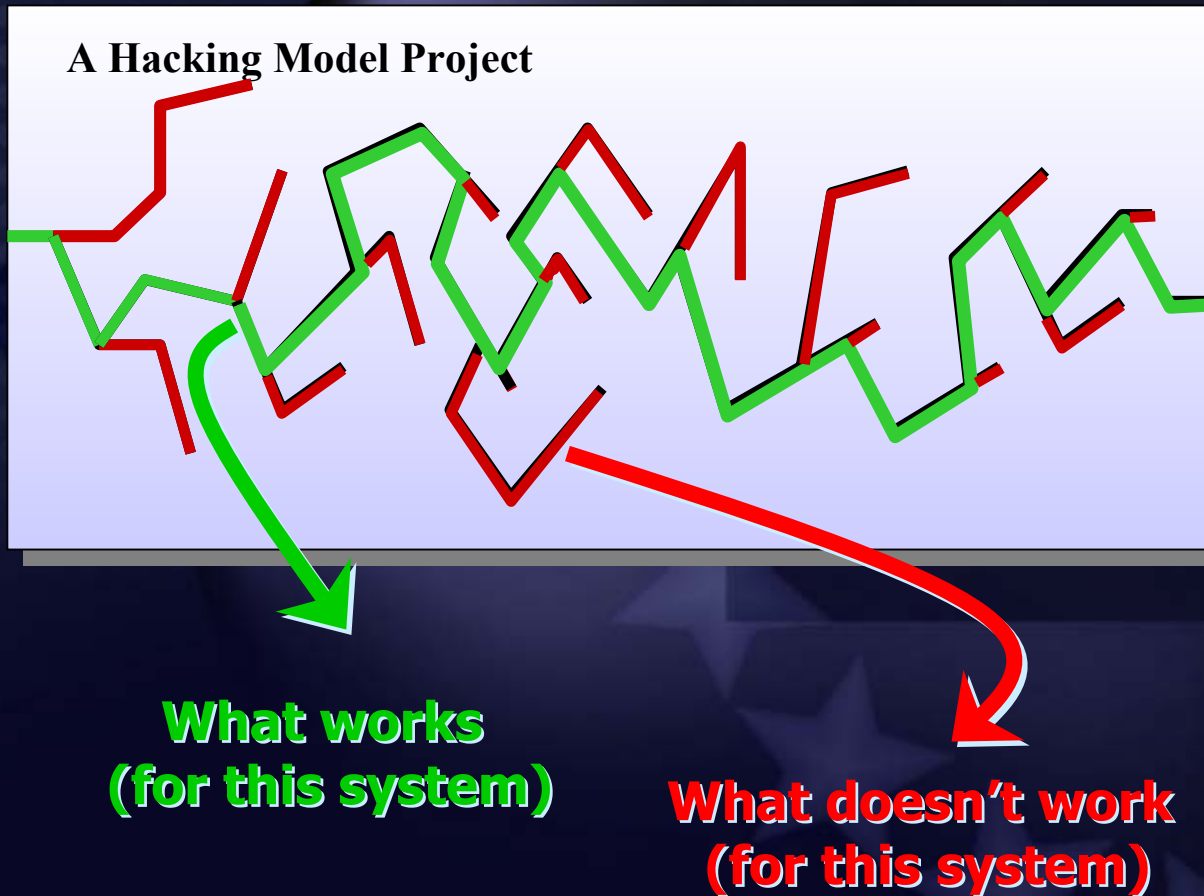 A Hacking Model Project
What works
(for this system)
What doesn’t work
(for this system)